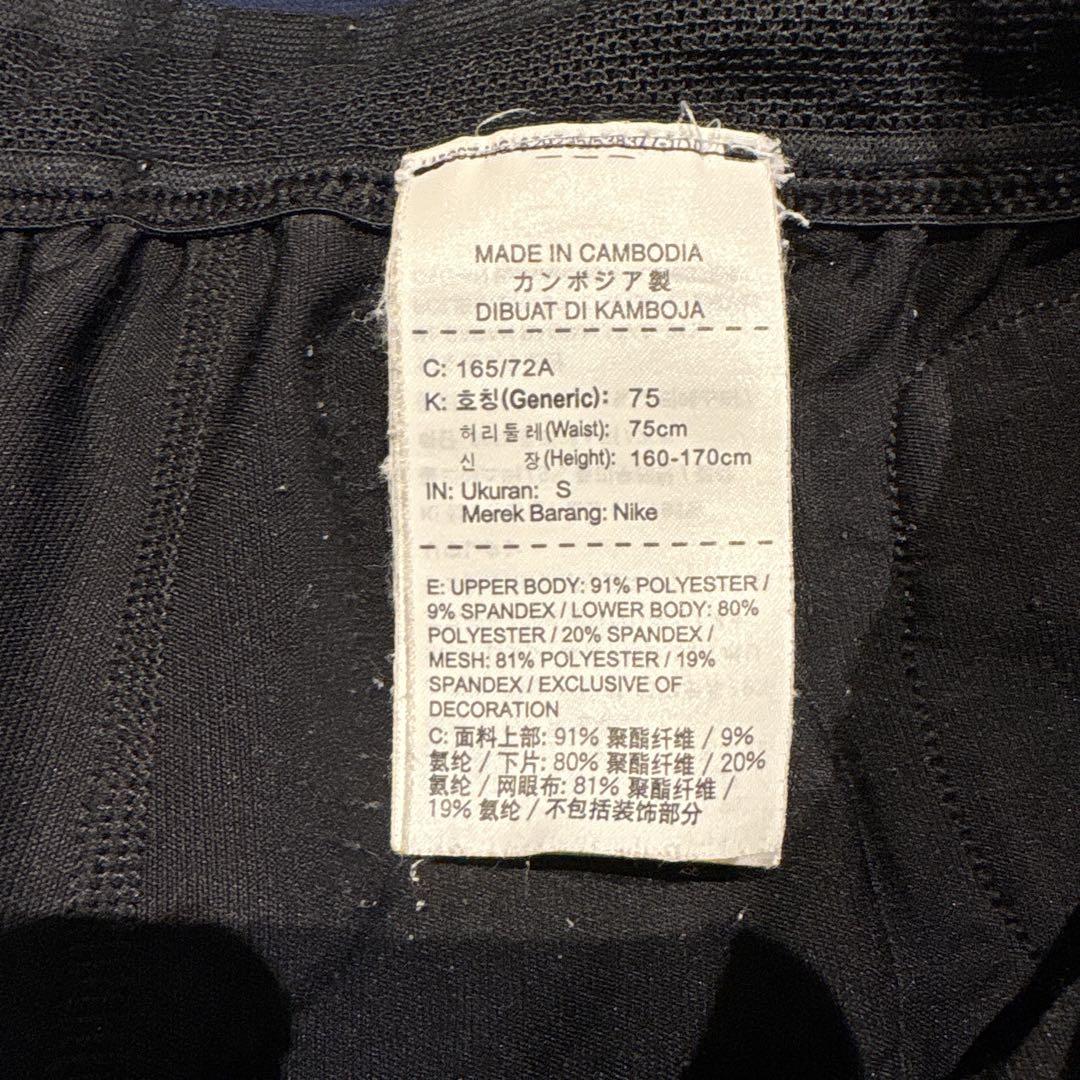 MADE IN CAMBODIA
カンボジア製
DIBUAT DI KAMBOJA
C: 165/72A
K: 호칭(Generic): 75
허리둘레(Waist): 75cm
신 장(Height): 160-170cm
IN: Ukuran: S
Merek Barang: Nike
E: UPPER BODY: 91% POLYESTER /
9% SPANDEX / LOWER BODY: 80%
POLYESTER / 20% SPANDEX /
MESH: 81% POLYESTER / 19%
SPANDEX / EXCLUSIVE OF
DECORATION
C: 面料上部: 91% 聚酯纤维 / 9%
氨纶 / 下片: 80% 聚酯纤维 / 20%
氨纶 / 网眼布: 81% 聚酯纤维 /
19% 氨纶 / 不包括装饰部分